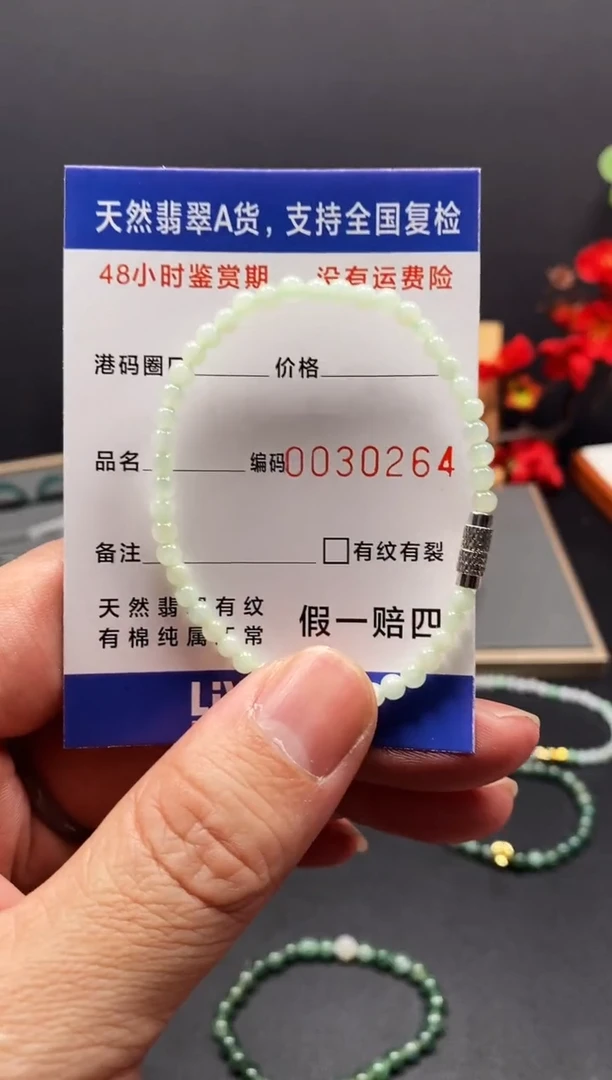 天然翡翠A货，支持全国复检
48小时鉴赏期 没有运费险
港码圈 价格
品名 编码0030264
备注 □有纹有裂
天然翡 有纹
有棉纯属 常
假一赔四